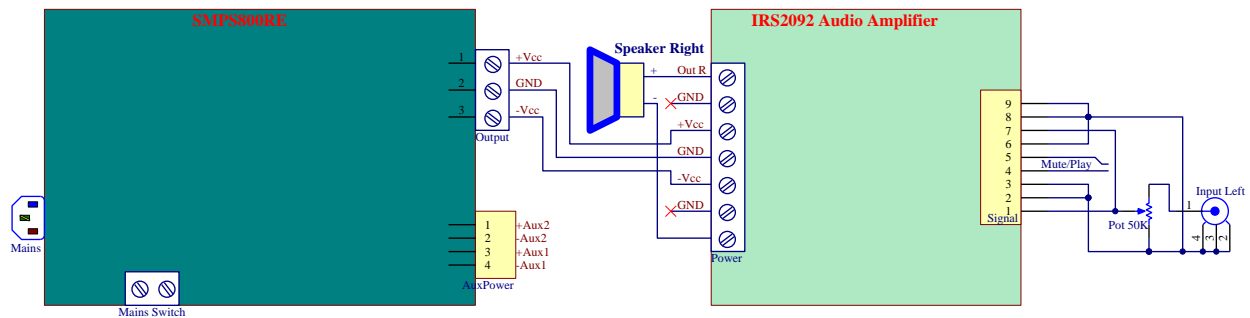 SMPS800RE
IRS2092 Audio Amplifier
Speaker Right
1
2
3
+Vcc
GND
-Vcc
Output
+
-
Out R
GND
+Vcc
GND
-Vcc
GND
Power
9
8
7
6
5
4
3
2
1
Signal
Mute/Play
Pot 50K
Input Left
1
4
3
2
Mains
1
2
3
4
+Aux2
-Aux2
+Aux1
-Aux1
AuxPower
Mains Switch